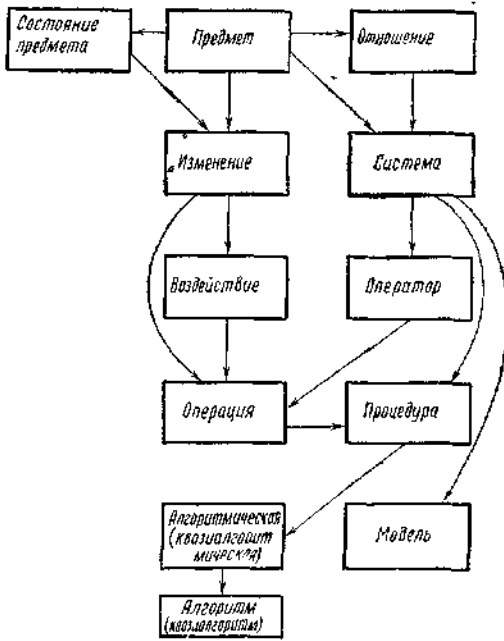 Состояние
предмета
Предмет
Отношение
Изменение
Система
Воздействие
Оператор
Операция
Процедура
Алгоритмическая
(квазиалгорит
мическая)
Модель
Алгоритм
(квазиалгоритм)